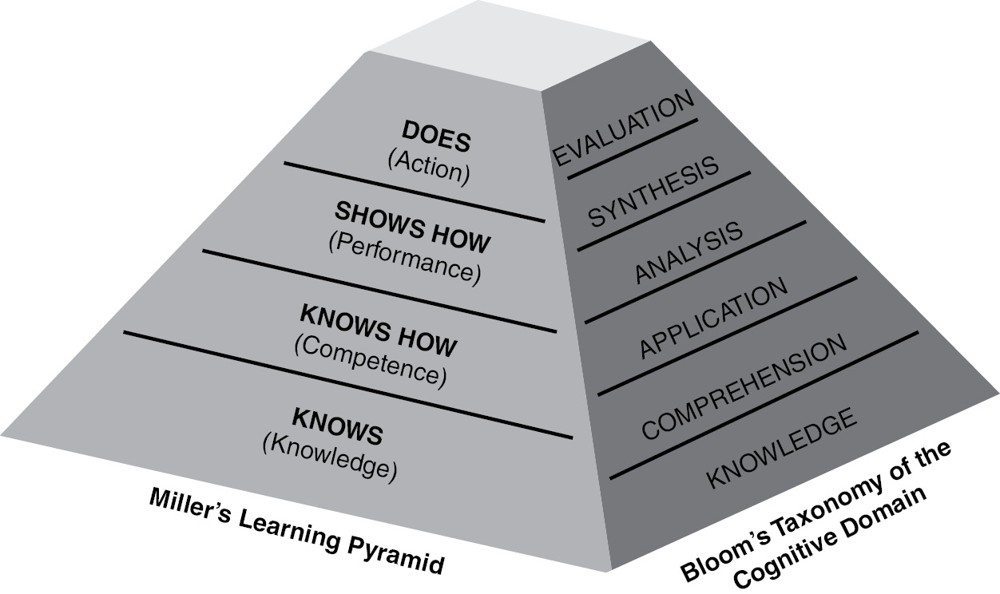 DOES
(Action)
SHOWS HOW
(Performance)
KNOWS HOW
(Competence)
KNOWS
(Knowledge)
Miller’s Learning Pyramid
EVALUATION
SYNTHESIS
ANALYSIS
APPLICATION
COMPREHENSION
KNOWLEDGE
Bloom’s Taxonomy of the
Cognitive Domain